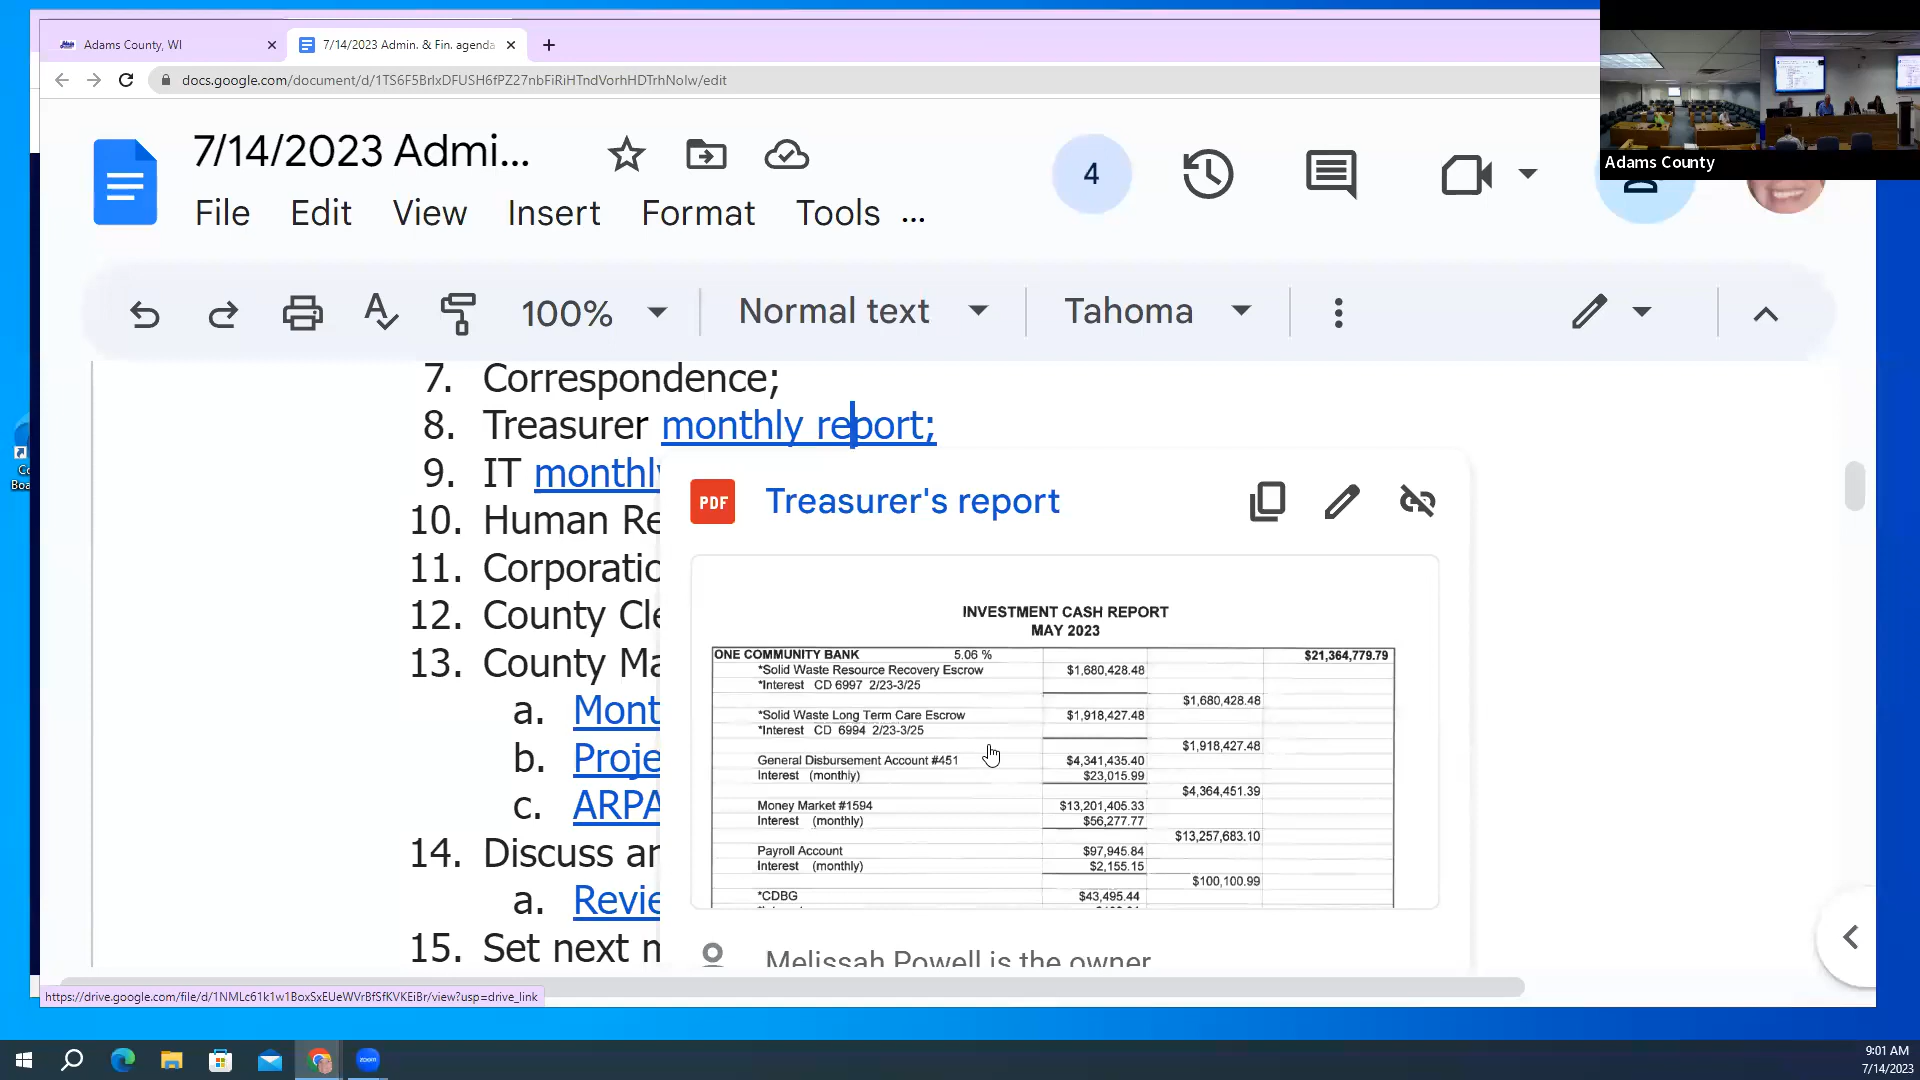 Adams County, WI
7/14/2023 Admin. & Fin. agenda
docs.google.com/document/d/1TS6F5BrlxDFUSH6fPZ27nbFiRiHTndVorhHDTrhNolw/edit
Adams County
7/14/2023 Admi...
4
File Edit View Insert Format Tools ...
100% Normal text Tahoma
7. Correspondence;
8. Treasurer monthly report;
9. IT monthly
10. Human Re
11. Corporatio
12. County Cle
13. County Ma
a. Mont
b. Proje
c. ARPA
14. Discuss an
a. Revie
15. Set next m
PDF Treasurer's report
INVESTMENT CASH REPORT
MAY 2023
ONE COMMUNITY BANK 5.06 % $21,364,779.79
*Solid Waste Resource Recovery Escrow $1,680,428.48
*Interest CD 6997 2/23-3/25
$1,680,428.48
*Solid Waste Long Term Care Escrow $1,918,427.48
*Interest CD 6994 2/23-3/25
$1,918,427.48
General Disbursement Account #451 $4,341,435.40
Interest (monthly) $23,015.99
$4,364,451.39
Money Market #1594 $13,201,405.33
Interest (monthly) $56,277.77
$13,257,683.10
Payroll Account $97,945.84
Interest (monthly) $2,155.15
$100,100.99
*CDBG $43,495.44
Melissah Powell is the owner
https://drive.google.com/file/d/1NMLc61k1w1BoxSxEUeWVrBfSfKVKEiBr/view?usp=drive_link
zoom
9:01 AM
7/14/2023